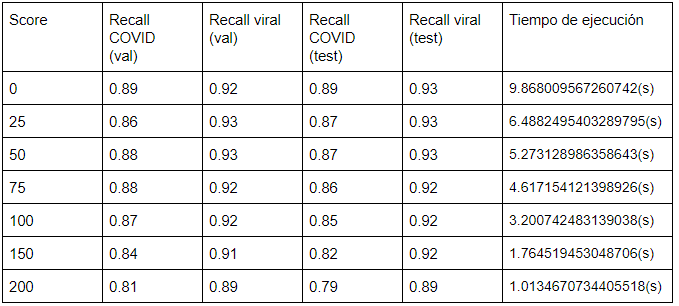 Score Recall COVID (val) Recall viral (val) Recall COVID (test) Recall viral (test) Tiempo de ejecución
0 0.89 0.92 0.89 0.93 9.868009567260742(s)
25 0.86 0.93 0.87 0.93 6.4882495403289795(s)
50 0.88 0.93 0.87 0.93 5.273128986358643(s)
75 0.88 0.92 0.86 0.92 4.617154121398926(s)
100 0.87 0.92 0.85 0.92 3.200742483139038(s)
150 0.84 0.91 0.82 0.92 1.764519453048706(s)
200 0.81 0.89 0.79 0.89 1.0134670734405518(s)